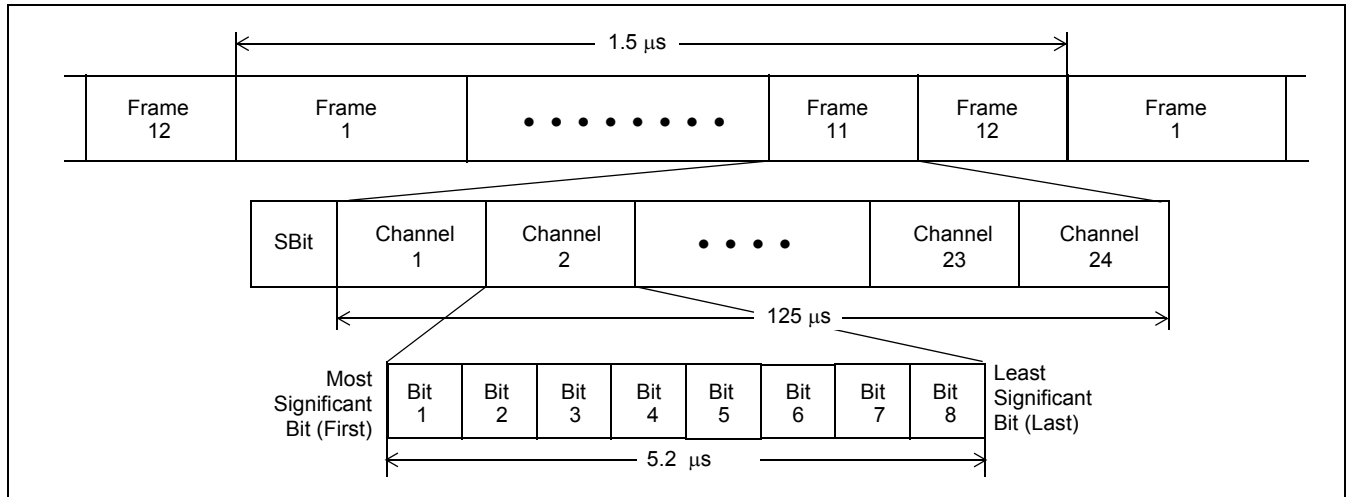 1.5 μs
Frame 12
Frame 1
Frame 11
Frame 12
Frame 1
SBit
Channel 1
Channel 2
Channel 23
Channel 24
125 μs
Most
Significant
Bit (First)
Bit 1
Bit 2
Bit 3
Bit 4
Bit 5
Bit 6
Bit 7
Bit 8
Least
Significant
Bit (Last)
5.2 μs